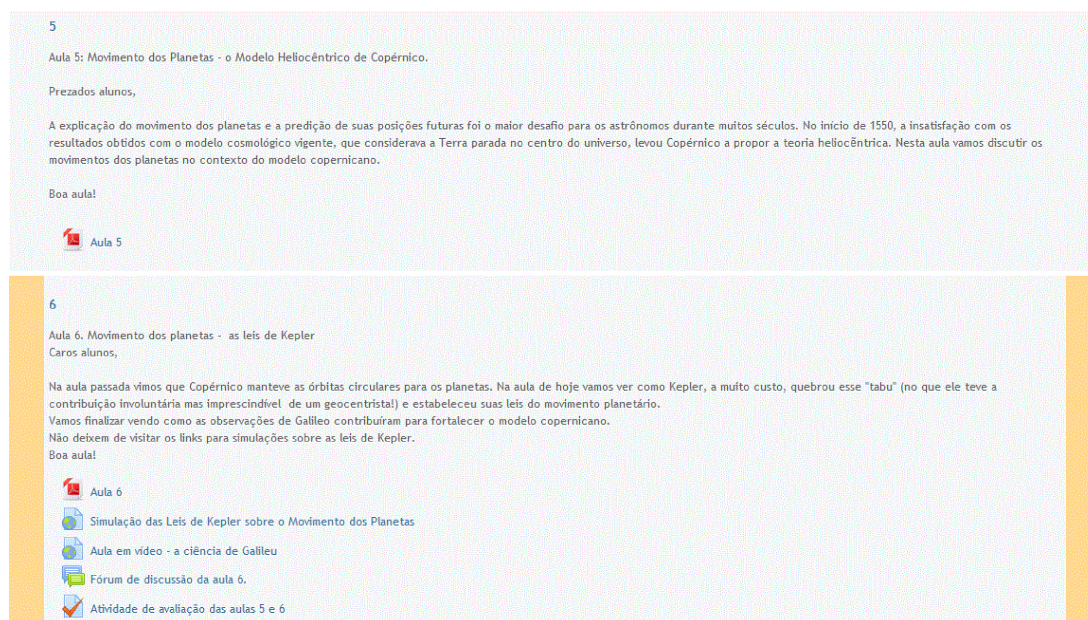 5
Aula 5: Movimento dos Planetas - o Modelo Heliocêntrico de Copérnico.
Prezados alunos,
A explicação do movimento dos planetas e a predição de suas posições futuras foi o maior desafio para os astrônomos durante muitos séculos. No início de 1550, a insatisfação com os
resultados obtidos com o modelo cosmológico vigente, que considerava a Terra parada no centro do universo, levou Copérnico a propor a teoria heliocêntrica. Nesta aula vamos discutir os
movimentos dos planetas no contexto do modelo copernicano.
Boa aula!
Aula 5
6
Aula 6. Movimento dos planetas - as leis de Kepler
Caros alunos,
Na aula passada vimos que Copérnico manteve as órbitas circulares para os planetas. Na aula de hoje vamos ver como Kepler, a muito custo, quebrou esse "tabu" (no que ele teve a
contribuição involuntária mas imprescindível de um geocentrista!) e estabeleceu suas leis do movimento planetário.
Vamos finalizar vendo como as observações de Galileo contribuíram para fortalecer o modelo copernicano.
Não deixem de visitar os links para simulações sobre as leis de Kepler.
Boa aula!
Aula 6
Simulação das Leis de Kepler sobre o Movimento dos Planetas
Aula em vídeo - a ciência de Galileu
Fórum de discussão da aula 6.
Atividade de avaliação das aulas 5 e 6